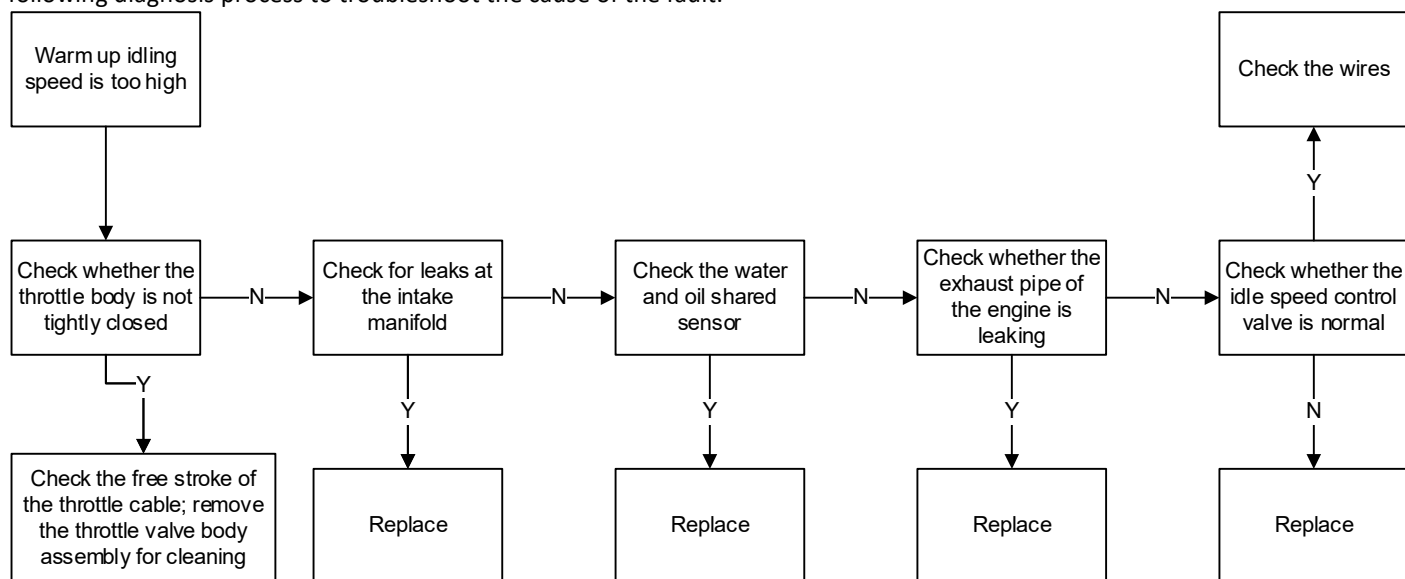 following diagnosis process to troubleshoot the cause of the fault.
Warm up idling
speed is too high
Check the wires
Y
Check whether the
throttle body is not
tightly closed
N
Check for leaks at
the intake
manifold
N
Check the water
and oil shared
sensor
N
Check whether the
exhaust pipe of
the engine is
leaking
N
Check whether the
idle speed control
valve is normal
Y
Y
Y
Y
N
Check the free stroke of
the throttle cable; remove
the throttle valve body
assembly for cleaning
Replace
Replace
Replace
Replace